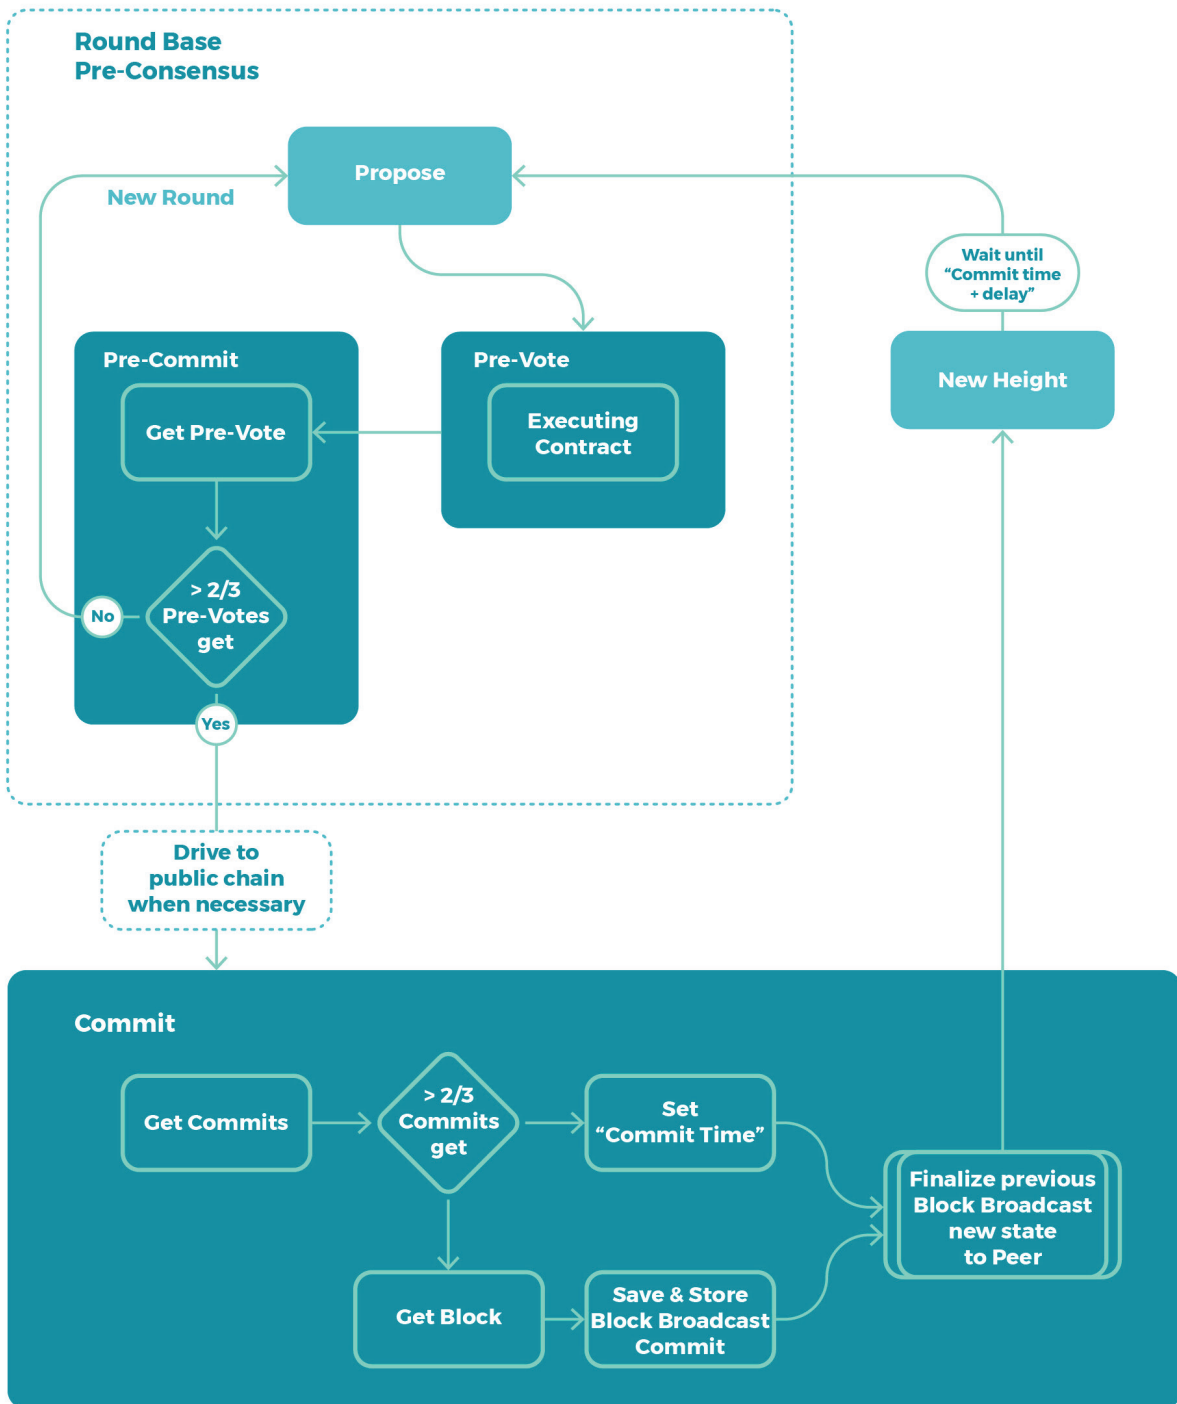 Round Base
Pre-Consensus
Propose
New Round
Wait until
“Commit time
+ delay”
Pre-Commit
Pre-Vote
New Height
Get Pre-Vote
Executing
Contract
> 2/3
Pre-Votes
get
No
Yes
Drive to
public chain
when necessary
Commit
Get Commits
> 2/3
Commits
get
Set
“Commit Time”
Finalize previous
Block Broadcast
new state
to Peer
Get Block
Save & Store
Block Broadcast
Commit